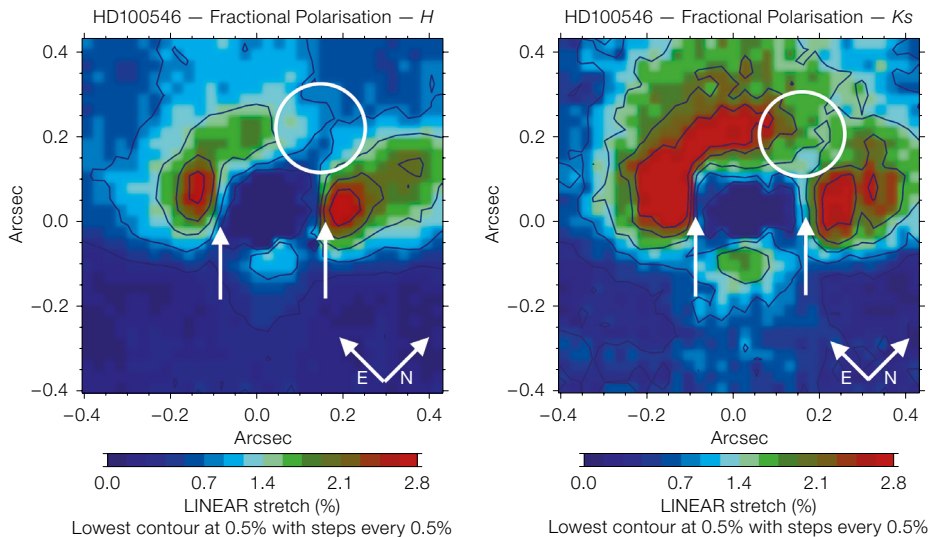 HD100546 — Fractional Polarisation — H
0.4
0.2
0.0
−0.2
−0.4
Arcsec
E N
−0.4 −0.2 0.0 0.2 0.4
Arcsec
0.0 0.7 1.4 2.1 2.8
LINEAR stretch (%)
Lowest contour at 0.5% with steps every 0.5%
HD100546 — Fractional Polarisation — Ks
0.4
0.2
0.0
−0.2
−0.4
Arcsec
E N
−0.4 −0.2 0.0 0.2 0.4
Arcsec
0.0 0.7 1.4 2.1 2.8
LINEAR stretch (%)
Lowest contour at 0.5% with steps every 0.5%